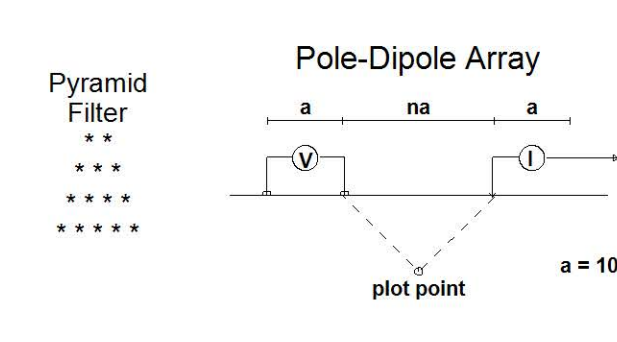 Pole-Dipole Array
Pyramid
Filter
* *
* * *
* * * *
* * * * *
a na a
V I
a = 10
plot point